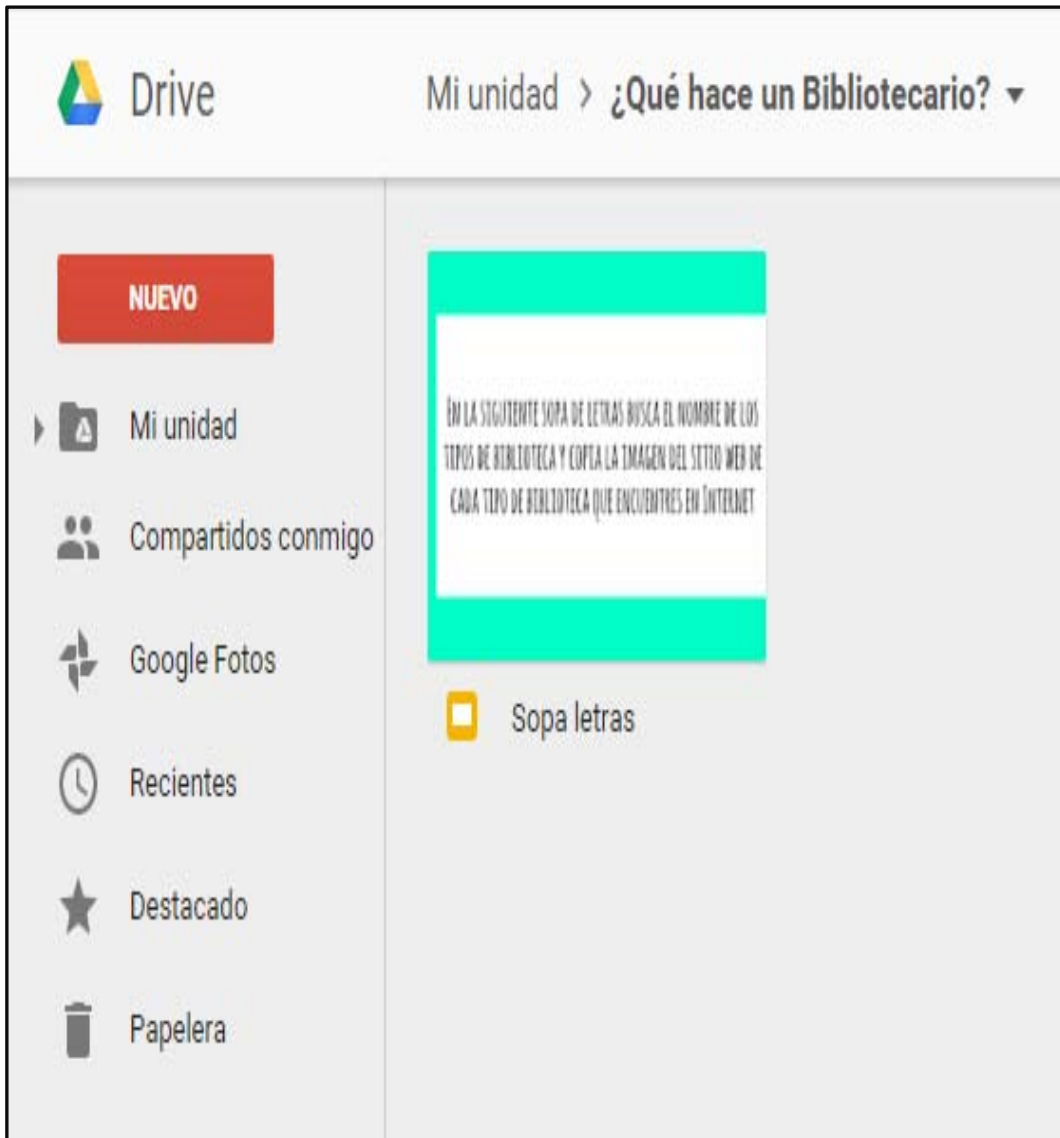 Drive
Mi unidad > ¿Qué hace un Bibliotecario?
NUEVO
Mi unidad
Compartidos conmigo
Google Fotos
Recientes
Destacado
Papelera
EN LA SIGUIENTE SOPA DE LETRAS BUSCA EL NOMBRE DE LOS
TIPOS DE BIBLIOTECA Y COPIA LA IMAGEN DEL SITIO WEB DE
CADA TIPO DE BIBLIOTECA QUE ENCUENTRES EN INTERNET
Sopa letras